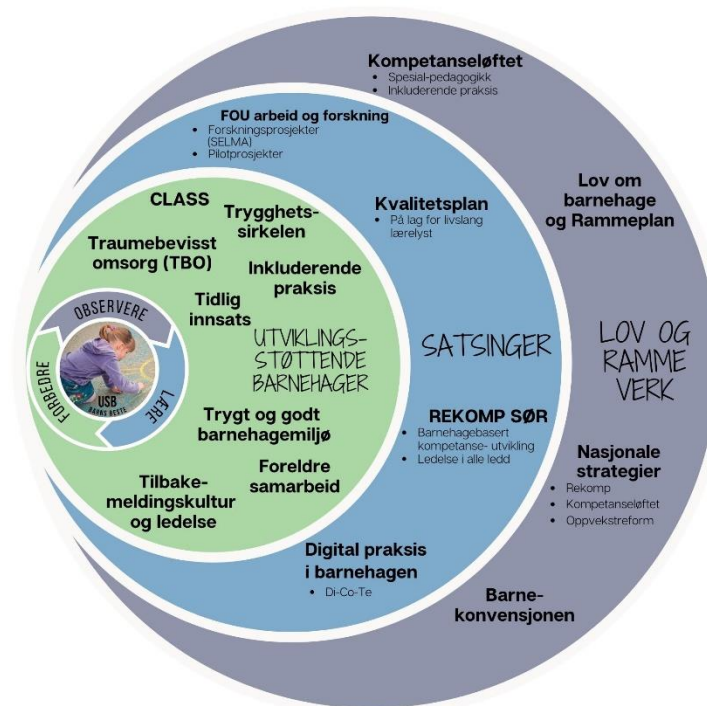 Kompetanseløftet
• Spesial-pedagogikk
• Inkluderende praksis
Lov om
barnehage
og Rammeplan
LOV OG
RAMME
VERK
Nasjonale
strategier
• Rekomp
• Kompetanseløftet
• Oppvekstreform
Barne-
konvensjonen
FOU arbeid og forskning
• Forskningsprosjekter
(SELMA)
• Pilotprosjekter
Kvalitetsplan
• På lag for livslang
lærelyst
SATSINGER
REKOMP SØR
• Barnehagebasert
kompetanse- utvikling
• Ledelse i alle ledd
Digital praksis
i barnehagen
• Di-Co-Te
CLASS
Trygghets-
sirkelen
Traumebevisst
omsorg (TBO)
Inkluderende
praksis
Tidlig
innsats
UTVIKLINGS-
STØTTENDE
BARNEHAGER
Trygt og godt
barnehagemiljø
Foreldre
samarbeid
Tilbake-
meldingskultur
og ledelse
OBSERVERE
LÆRE
FORBEDRE
USB
BARNS BESTE